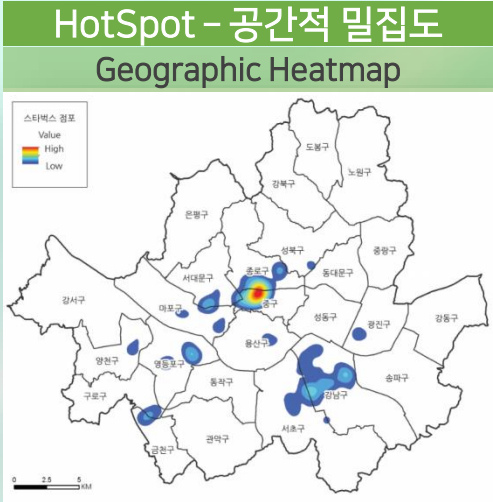 HotSpot – 공간적 밀집도
Geographic Heatmap
스타벅스 점포
Value
High
Low
도봉구
노원구
강북구
은평구
성북구
중랑구
종로구
동대문구
서대문구
강서구
마포구
중구
성동구
광진구
강동구
용산구
양천구
영등포구
송파구
동작구
강남구
구로구
서초구
관악구
금천구
0 2.5 5
KM